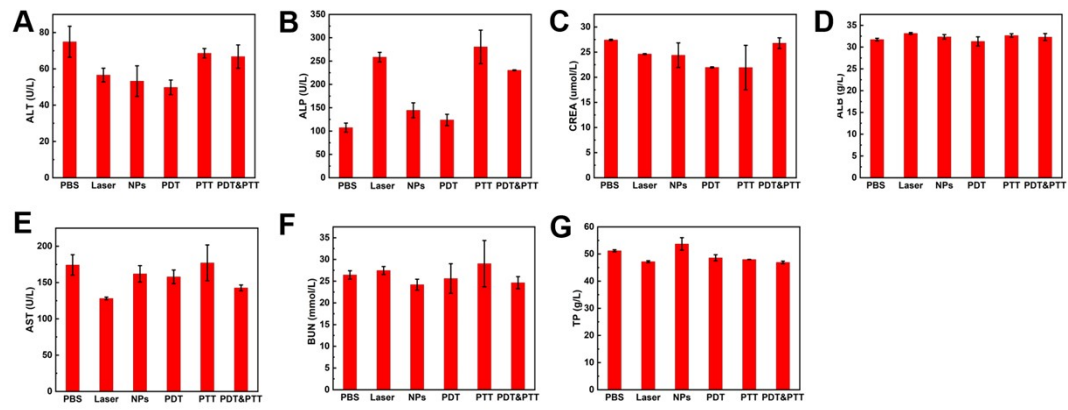 A
ALT (U/L)
80
60
40
20
0
PBS Laser NPs PDT PTT PDT&PTT
B
ALP (U/L)
350
300
250
200
150
100
50
0
PBS Laser NPs PDT PTT PDT&PTT
C
CREA (umol/L)
30
25
20
15
10
5
0
PBS Laser NPs PDT PTT PDT&PTT
D
ALB (g/L)
35
30
25
20
15
10
5
0
PBS Laser NPs PDT PTT PDT&PTT
E
AST (U/L)
200
150
100
50
0
PBS Laser NPs PDT PTT PDT&PTT
F
BUN (mmol/L)
35
30
25
20
15
10
5
0
PBS Laser NPs PDT PTT PDT&PTT
G
TP (g/L)
60
50
40
30
20
10
0
PBS Laser NPs PDT PTT PDT&PTT